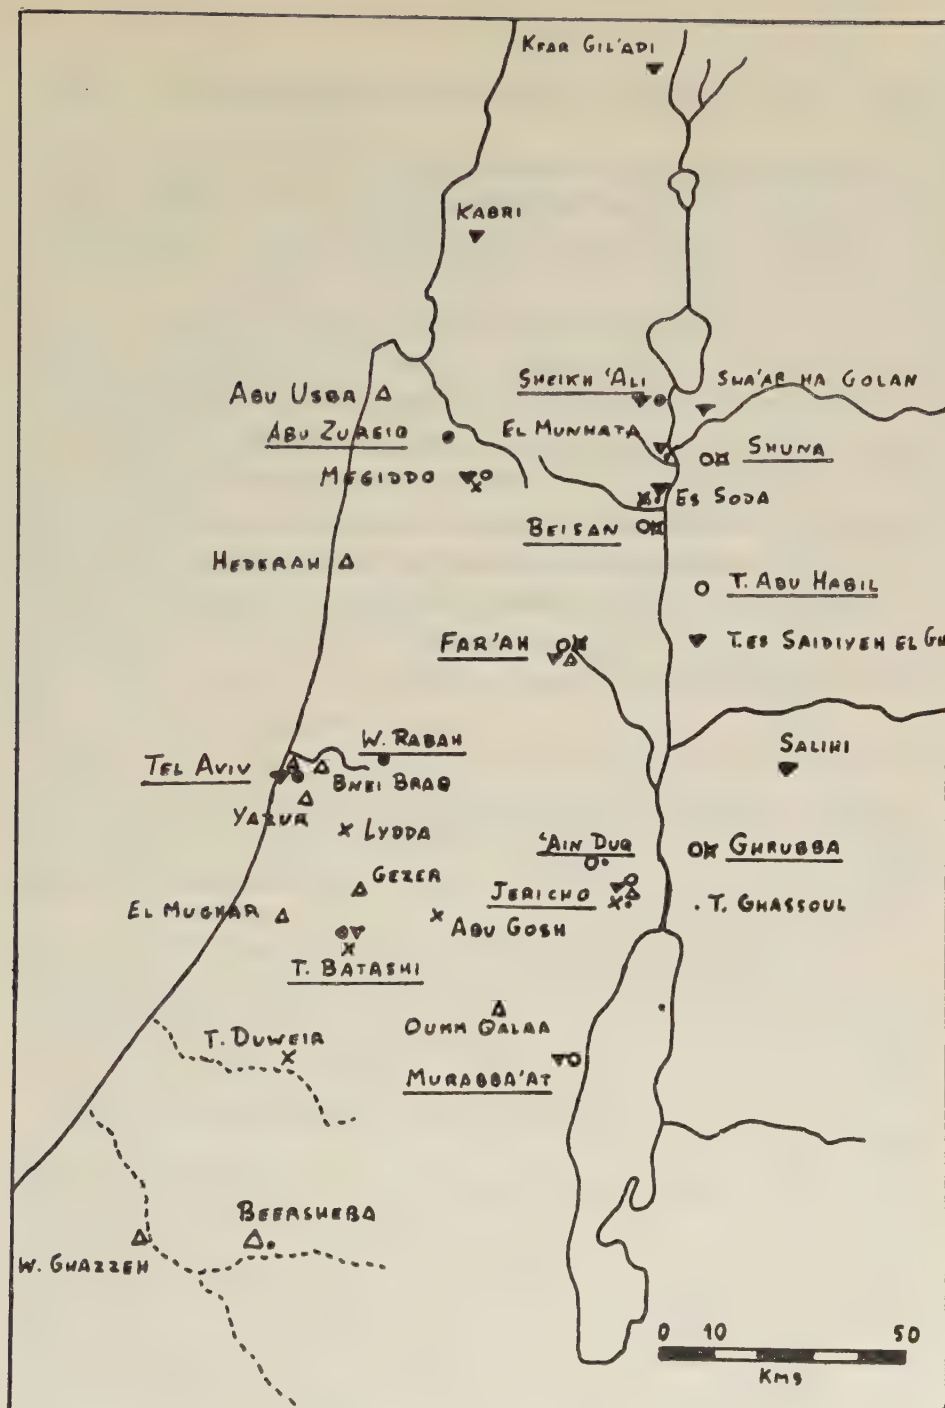 KFAR GIL'ADI
KABRI
SHEIKH 'ALI
SHA'AR HA GOLAN
ABU USBA
ABU ZUREIQ
EL MUNHATA
SHUNA
MEGIDDO
ES SODA
BEISAN
HEDERAH
T. ABU HABIL
FAR'AH
T.ES SAIDIYEH EL GH
W. RABAH
SALIHI
TEL AVIV
BNEI BRAQ
YAZUR
LYDDA
'AIN DUQ
GHRUBBA
GEZER
JERICHO
T. GHASSOUL
EL MUGHAR
ABU GOSH
T. BATASHI
OUMM QALAA
T. DUWEIR
MURABBA'AT
BEERSHEBA
W. GHAZZEH
0 10 50
KMS